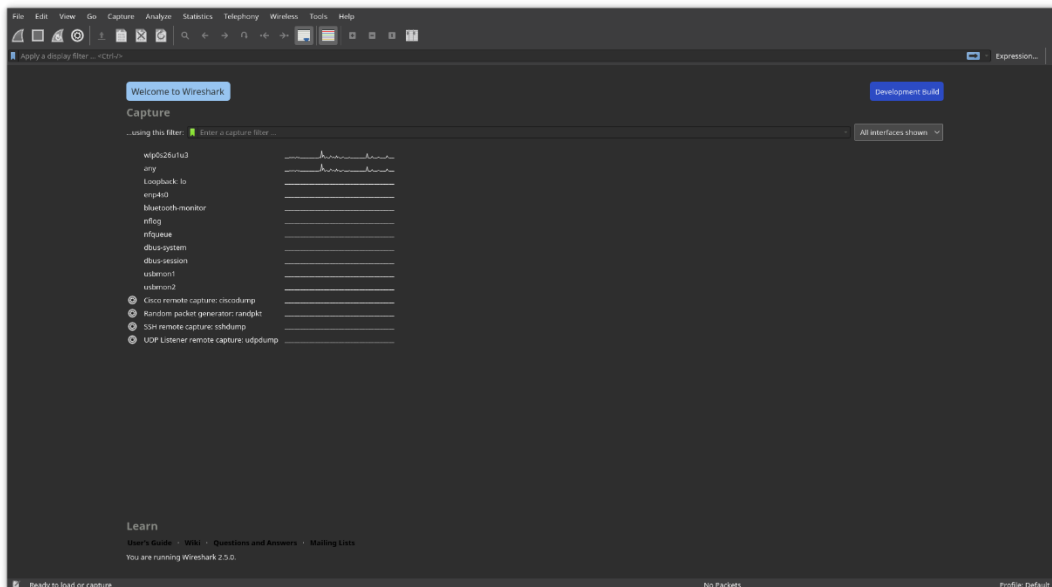 File Edit View Go Capture Analyze Statistics Telephony Wireless Tools Help
Apply a display filter ... <Ctrl-/>
Expression...
Welcome to Wireshark
Development Build
Capture
...using this filter: Enter a capture filter ...
All interfaces shown
wlp0s26u1u3
any
Loopback: lo
enp4s0
bluetooth-monitor
nflog
nfqueue
dbus-system
dbus-session
usbmon1
usbmon2
Cisco remote capture: ciscodump
Random packet generator: randpkt
SSH remote capture: sshdump
UDP Listener remote capture: udpdump
Learn
User's Guide · Wiki · Questions and Answers · Mailing Lists
You are running Wireshark 2.5.0.
Ready to load or capture
No Packets
Profile: Default